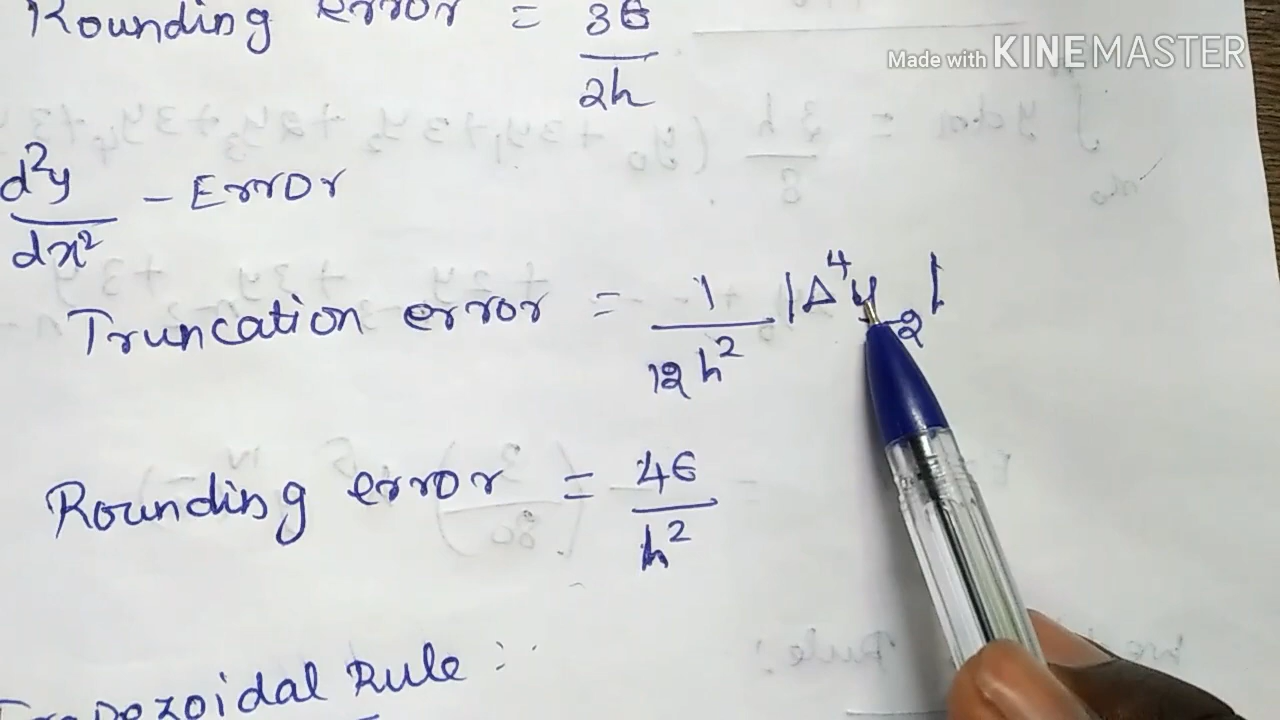 Rounding error = 3ϵ/2h
Made with KINEMASTER
d²y/dx² - Error
Truncation error = 1/12h² |Δ⁴y₋₂|
Rounding error = 4ϵ/h²
Trapezoidal Rule :